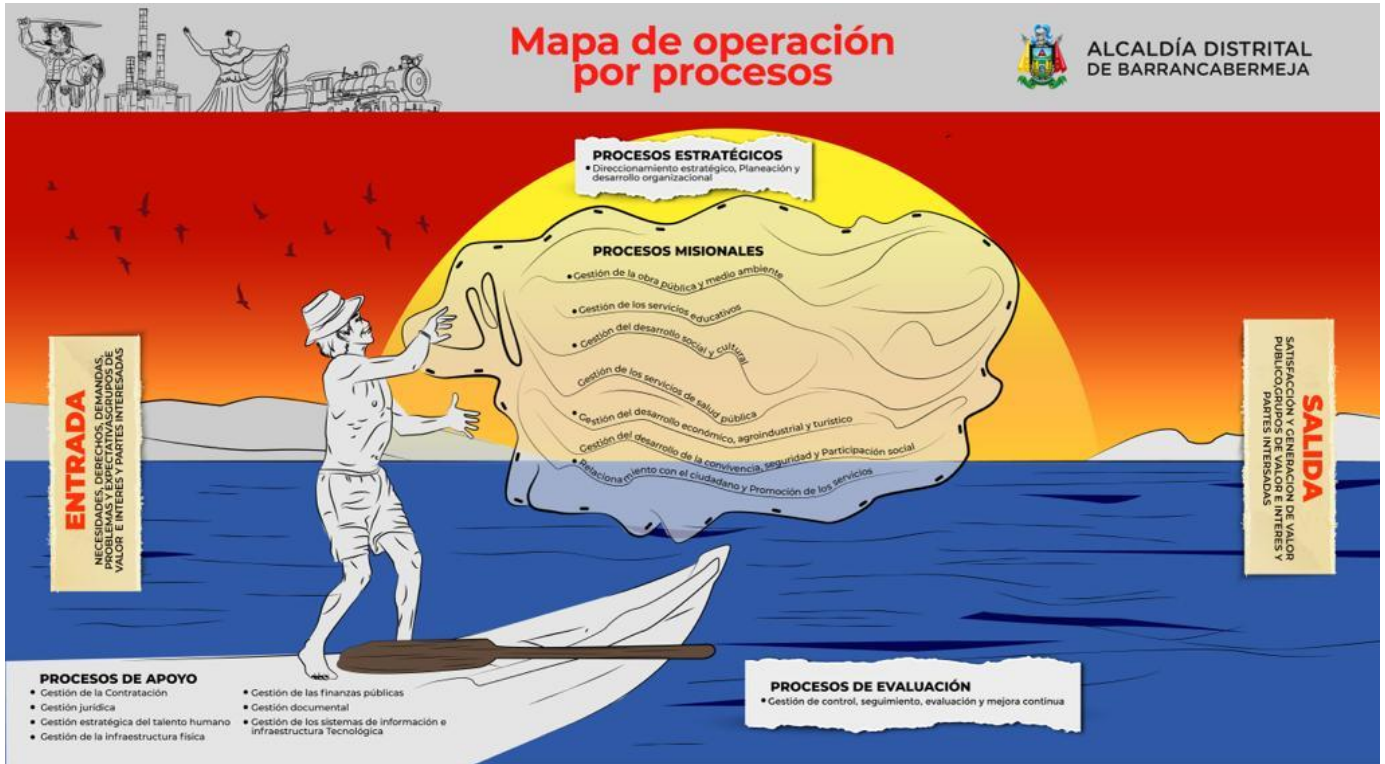 Mapa de operación
por procesos
ALCALDÍA DISTRITAL
DE BARRANCABERMEJA
PROCESOS ESTRATÉGICOS
• Direccionamiento estratégico, Planeación y
desarrollo organizacional
PROCESOS MISIONALES
• Gestión de la obra pública y medio ambiente
• Gestión de los servicios educativos
• Gestión del desarrollo social y cultural
Gestión de los servicios de salud pública
• Gestión del desarrollo económico, agroindustrial y turístico
Gestión del desarrollo de la convivencia, seguridad y Participación social
• Relacionamiento con el ciudadano y Promoción de los servicios
ENTRADA
NECESIDADES, DERECHOS, DEMANDAS,
PROBLEMAS Y EXPECTATIVASGRUPOS DE
VALOR E INTERES Y PARTES INTERESADAS
SALIDA
SATISFACCIÓN Y GENERACION DE VALOR
PUBLICO,GRUPOS DE VALOR E INTERES Y
PARTES INTERSADAS
PROCESOS DE APOYO
• Gestión de la Contratación
• Gestión jurídica
• Gestión estratégica del talento humano
• Gestión de la infraestructura física
• Gestión de las finanzas públicas
• Gestión documental
• Gestión de los sistemas de información e
infraestructura Tecnológica
PROCESOS DE EVALUACIÓN
• Gestión de control, seguimiento, evaluación y mejora continua